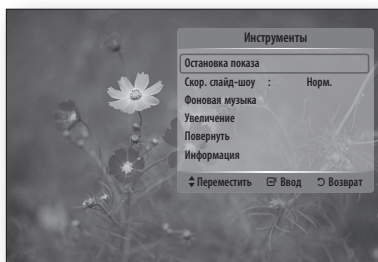 Инструменты
Остановка показа
Скор. слайд-шоу : Норм.
Фоновая музыка
Увеличение
Повернуть
Информация
Переместить Ввод Возврат